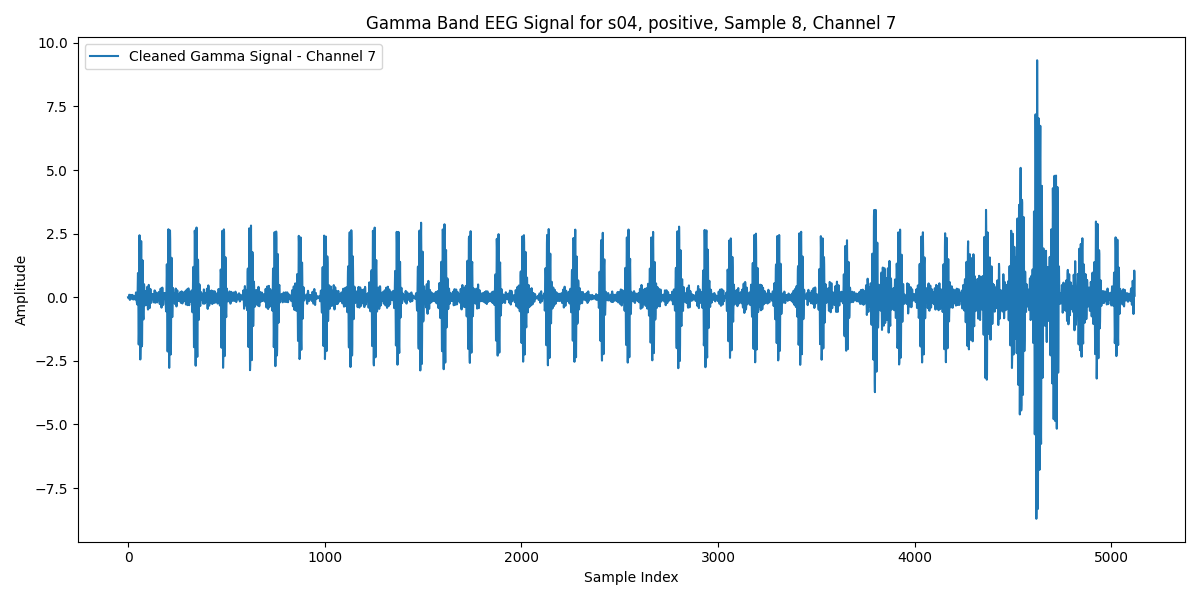 Gamma Band EEG Signal for s04, positive, Sample 8, Channel 7
Cleaned Gamma Signal - Channel 7
Amplitude
10.0
7.5
5.0
2.5
0.0
−2.5
−5.0
−7.5
0 1000 2000 3000 4000 5000
Sample Index